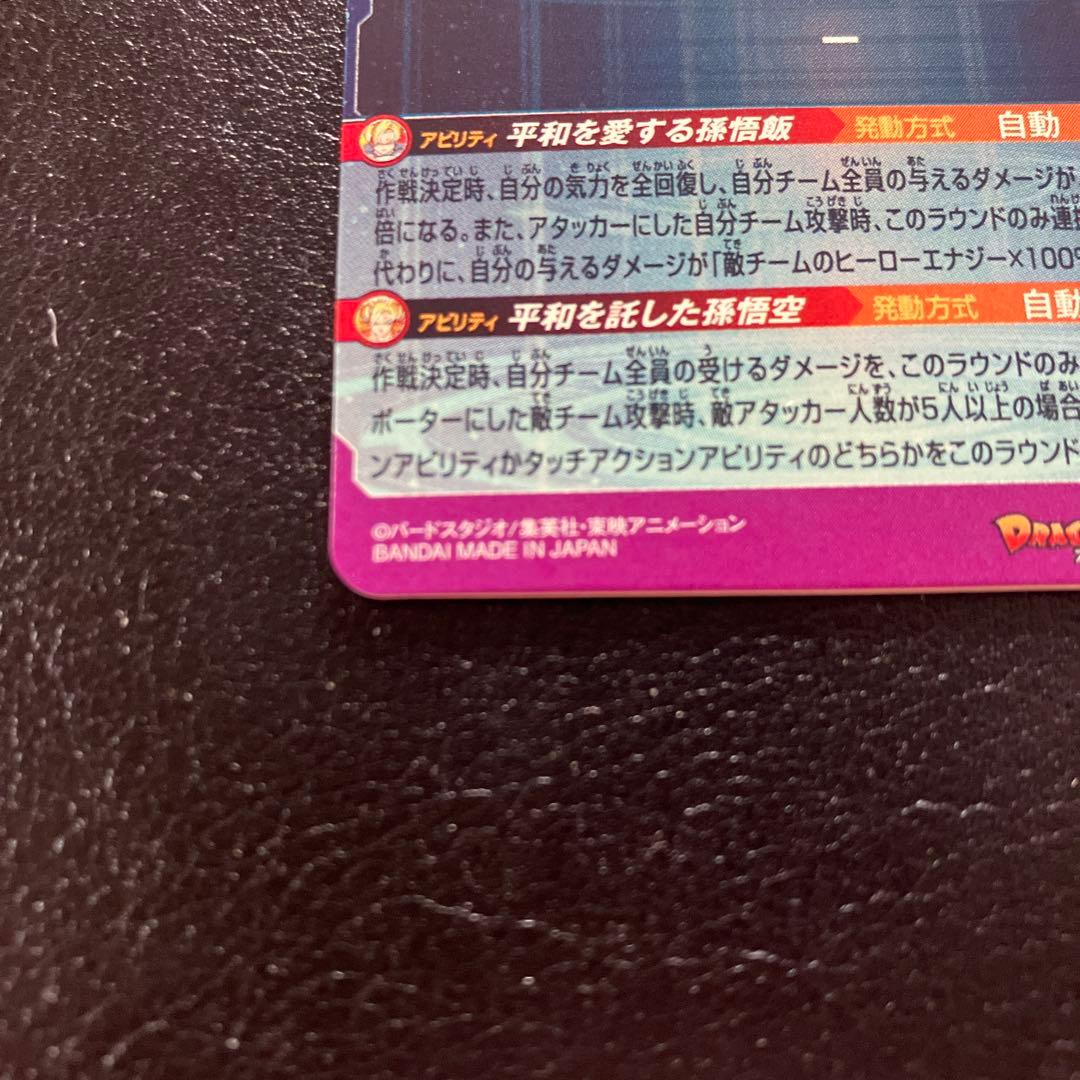 アビリティ 平和を愛する孫悟飯 発動方式 自動
作戦決定時、自分の気力を全回復し、自分チーム全員の与えるダメージが
倍になる。また、アタッカーにした自分チーム攻撃時、このラウンドのみ連携
代わりに、自分の与えるダメージが「敵チームのヒーローエナジー×100%
アビリティ 平和を託した孫悟空 発動方式 自動
作戦決定時、自分チーム全員の受けるダメージを、このラウンドのみ
ポーターにした敵チーム攻撃時、敵アタッカー人数が5人以上の場合
ンアビリティかタッチアクションアビリティのどちらかをこのラウンド
©バードスタジオ/集英社・東映アニメーション
BANDAI MADE IN JAPAN